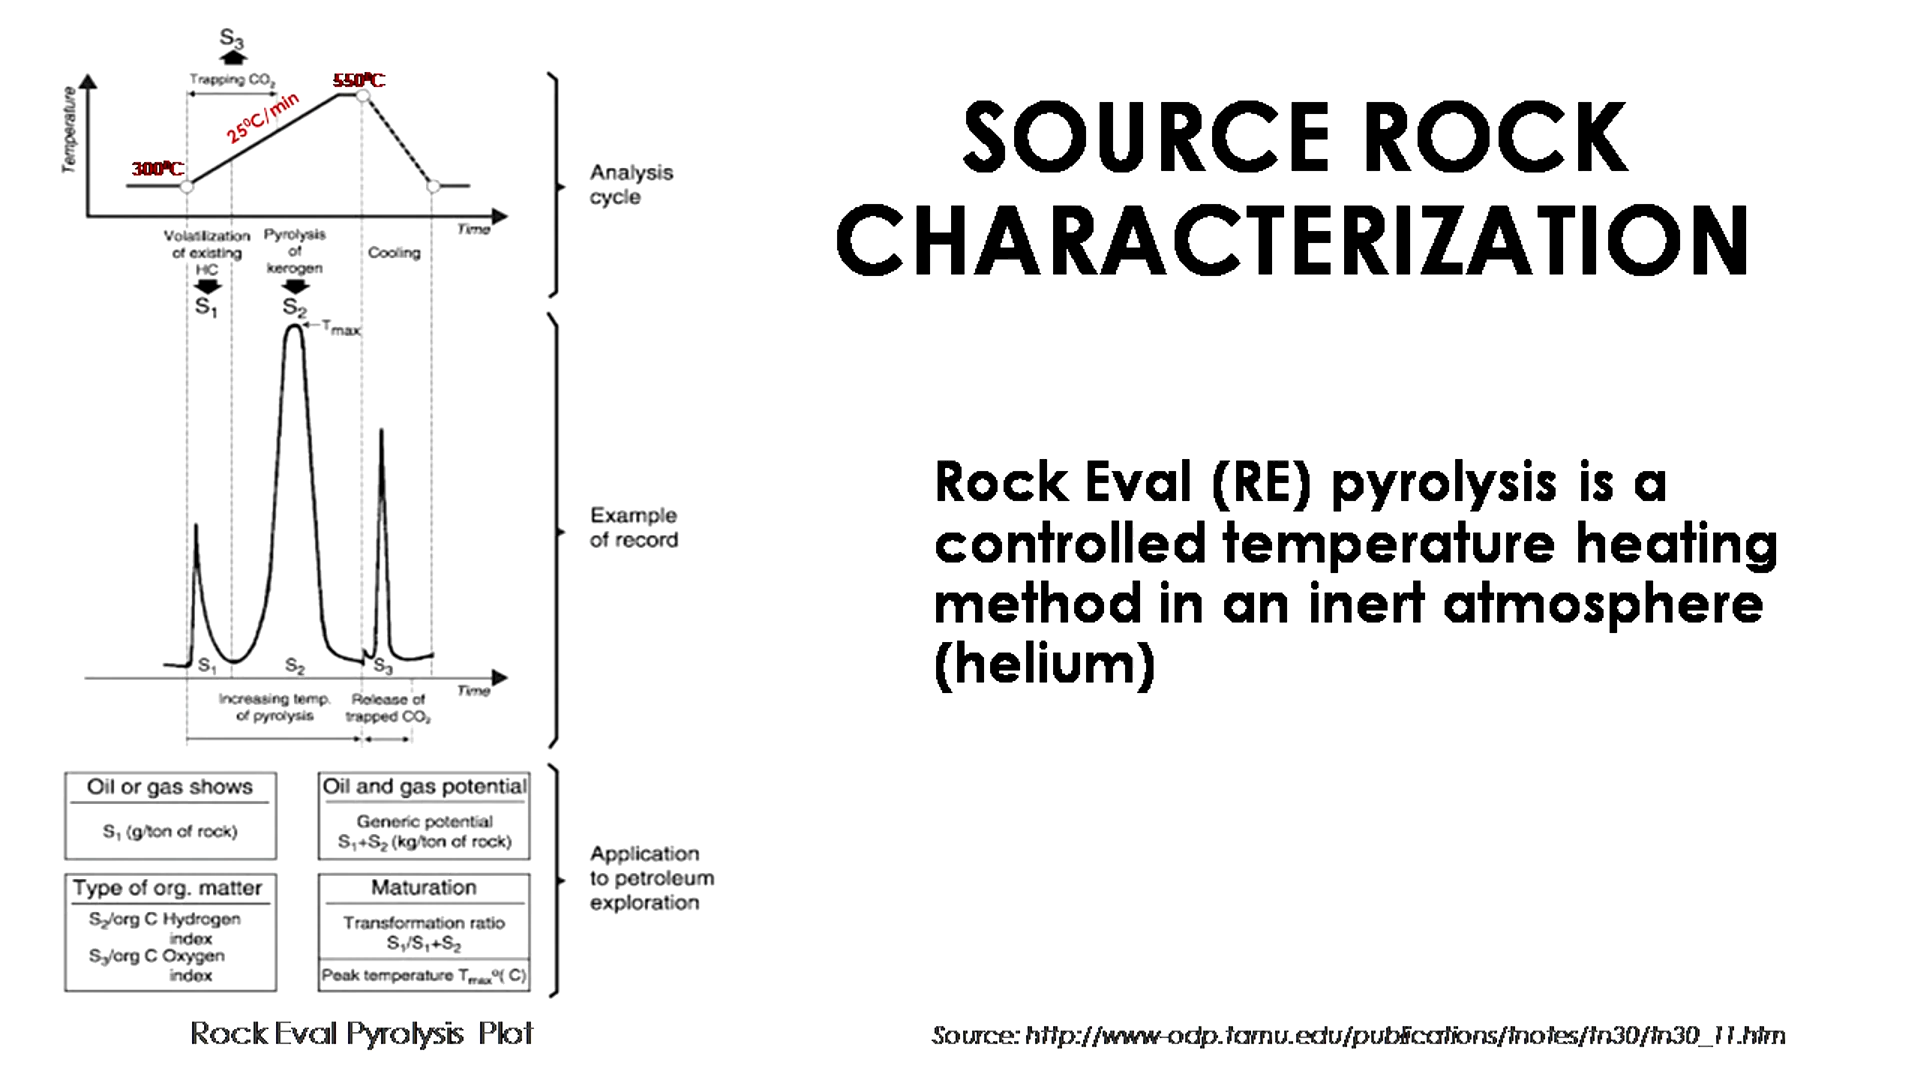 SOURCE ROCK
CHARACTERIZATION
S₃
Trapping CO₂
Temperature
300⁰C
25⁰C/min
550⁰C
Time
Volatilization
of existing
HC
S₁
Pyrolysis
of
kerogen
S₂
Cooling
Analysis
cycle
Tmax
S₁
S₂
S₃
Time
Increasing temp.
of pyrolysis
Release of
trapped CO₂
Example
of record
Oil or gas shows
S₁ (g/ton of rock)
Oil and gas potential
Generic potential
S₁+S₂ (kg/ton of rock)
Type of org. matter
S₂/org C Hydrogen
index
S₃/org C Oxygen
index
Maturation
Transformation ratio
S₁/S₁+S₂
Peak temperature Tmax⁰( C)
Application
to petroleum
exploration
Rock Eval Pyrolysis Plot
Rock Eval (RE) pyrolysis is a
controlled temperature heating
method in an inert atmosphere
(helium)
Source: http://www-odp.tamu.edu/publications/tnotes/tn30/tn30_11.htm